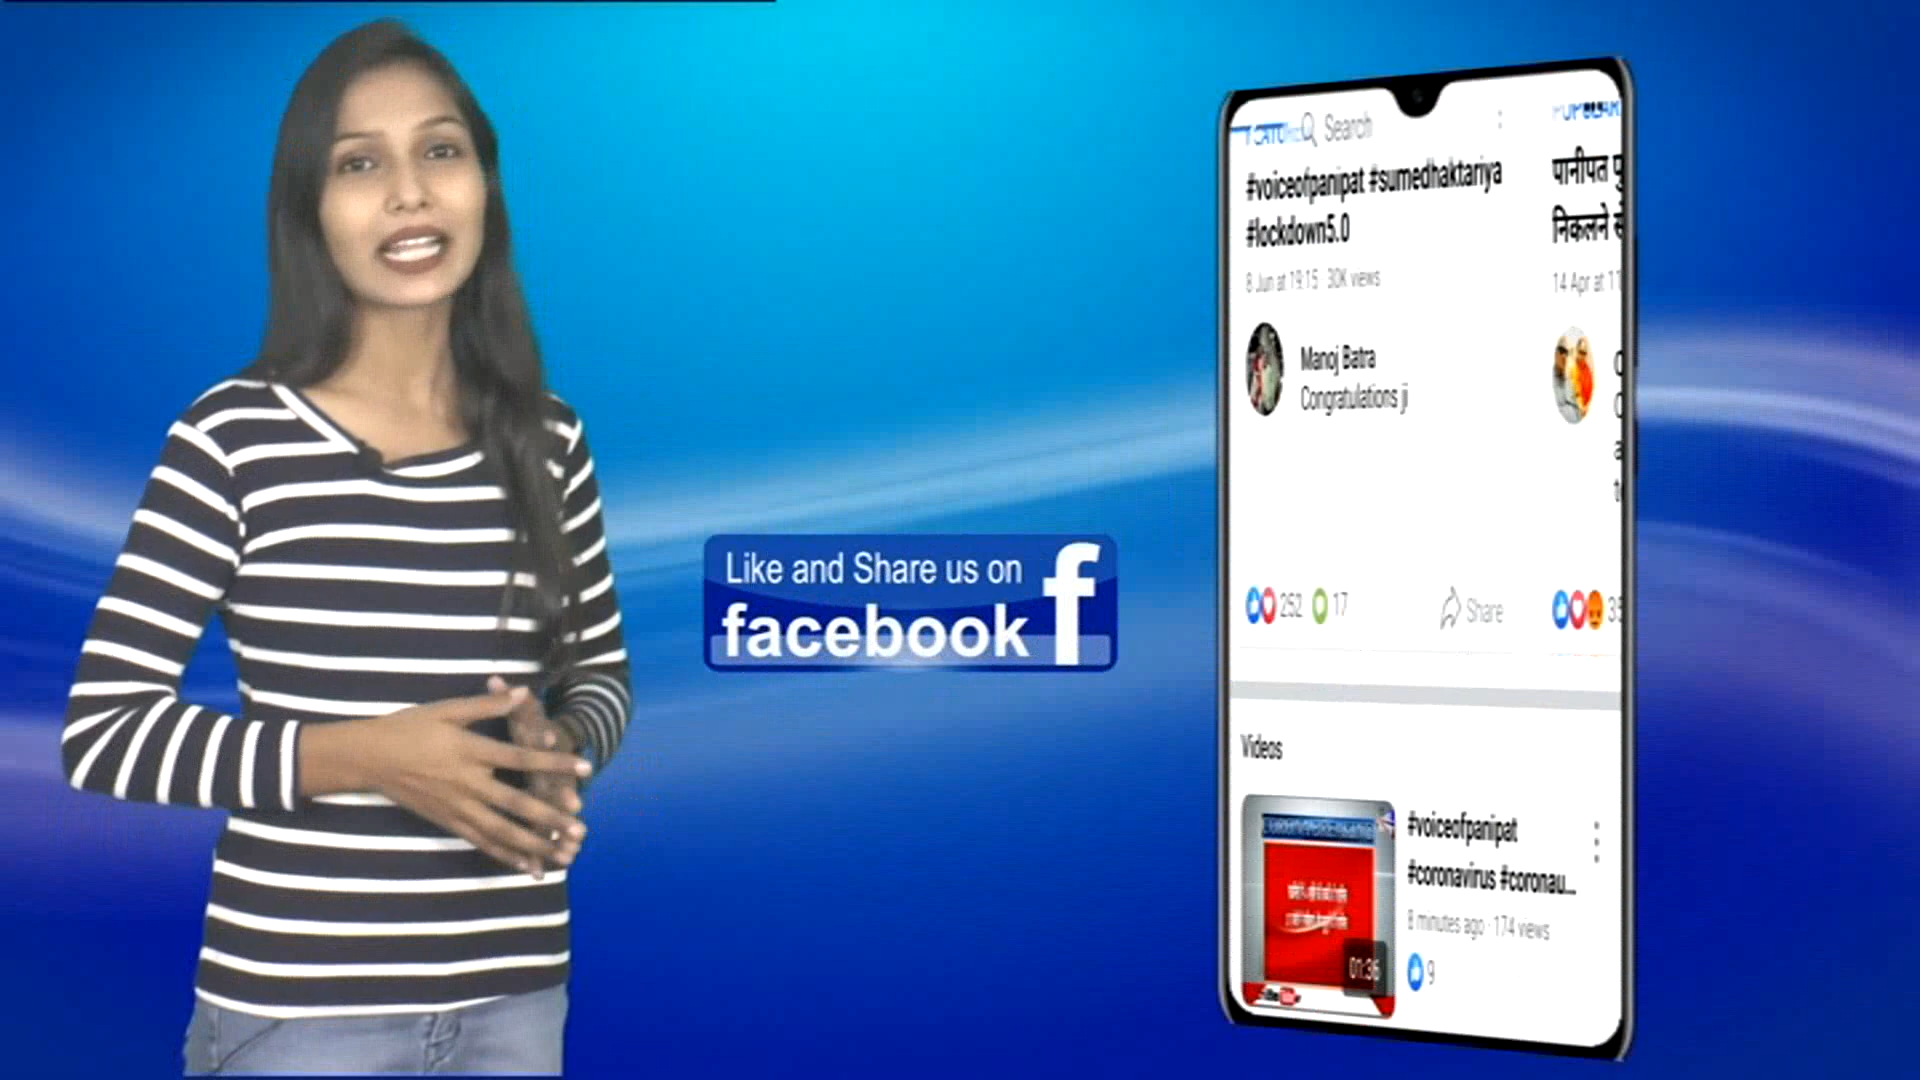 Like and Share us on
facebook
Search
#voiceofpanipat #sumedhaktariya
#lockdown5.0
8 Jun at 19:15 · 30K views
Manoj Batra
Congratulations ji
252 17
Share
पानीपत
निकलने
14 Apr at 11
Videos
#voiceofpanipat
#coronavirus #coronau...
8 minutes ago · 174 views
9
01:36